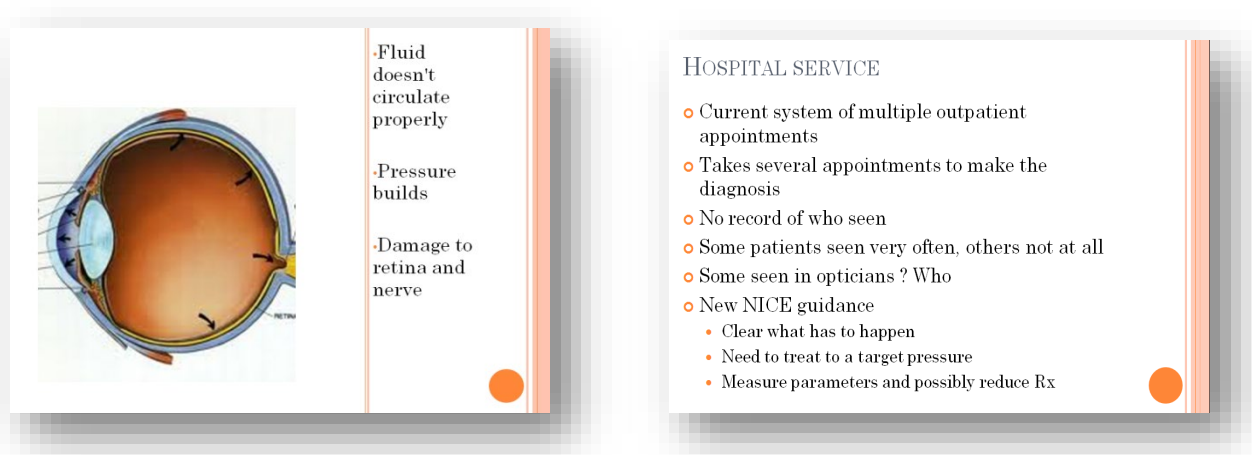 •Fluid
doesn't
circulate
properly
•Pressure
builds
•Damage to
retina and
nerve
RETINA
HOSPITAL SERVICE
Current system of multiple outpatient
appointments
Takes several appointments to make the
diagnosis
No record of who seen
Some patients seen very often, others not at all
Some seen in opticians ? Who
New NICE guidance
• Clear what has to happen
• Need to treat to a target pressure
• Measure parameters and possibly reduce Rx